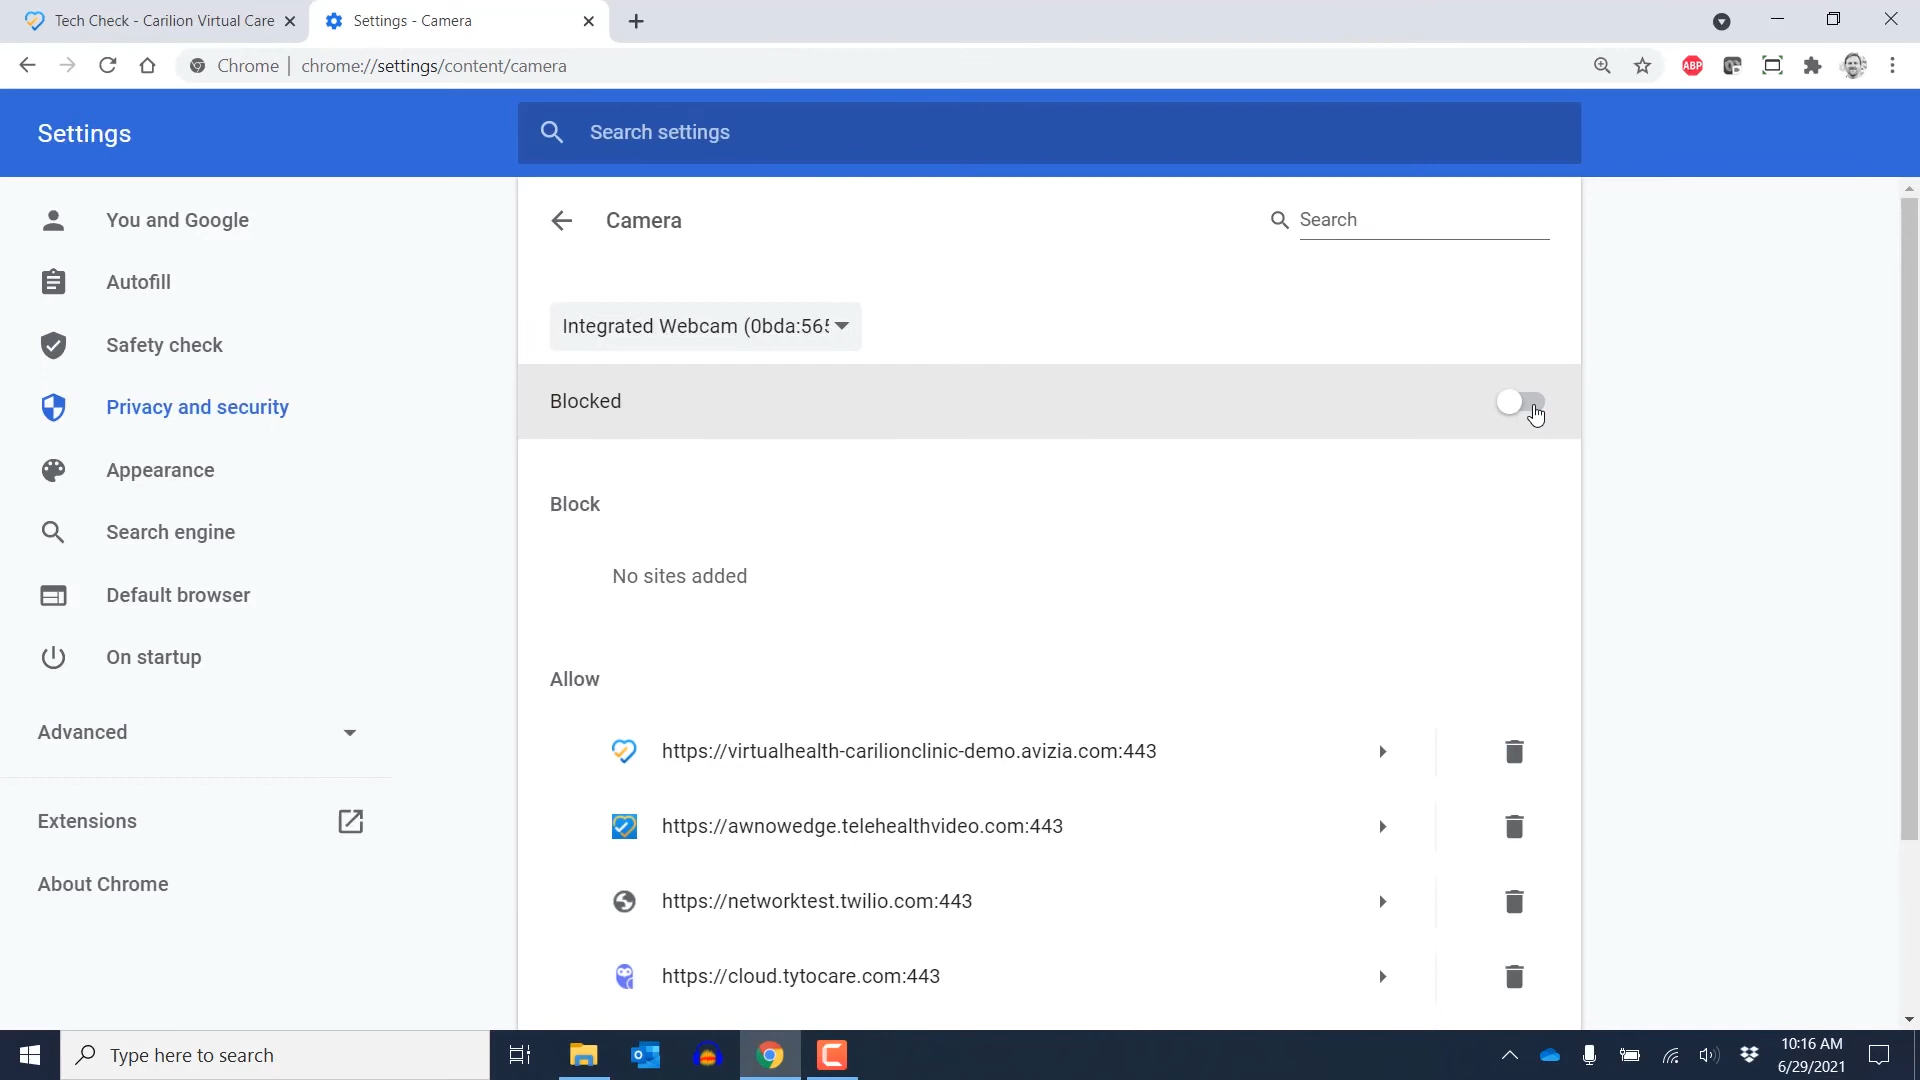 Tech Check - Carilion Virtual Care
Settings - Camera
Chrome | chrome://settings/content/camera
ABP
Settings
Search settings
You and Google
Autofill
Safety check
Privacy and security
Appearance
Search engine
Default browser
On startup
Advanced
Extensions
About Chrome
Camera
Search
Integrated Webcam (0bda:565
Blocked
Block
No sites added
Allow
https://virtualhealth-carilionclinic-demo.avizia.com:443
https://awnowedge.telehealthvideo.com:443
https://networktest.twilio.com:443
https://cloud.tytocare.com:443
Type here to search
10:16 AM
6/29/2021